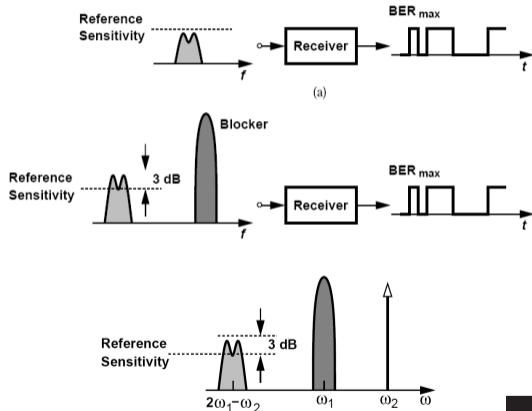 Reference
Sensitivity
f
Receiver
BER max
t
(a)
Blocker
Reference
Sensitivity
3 dB
f
Receiver
BER max
t
Reference
Sensitivity
3 dB
2ω1−ω2
ω1
ω2
ω